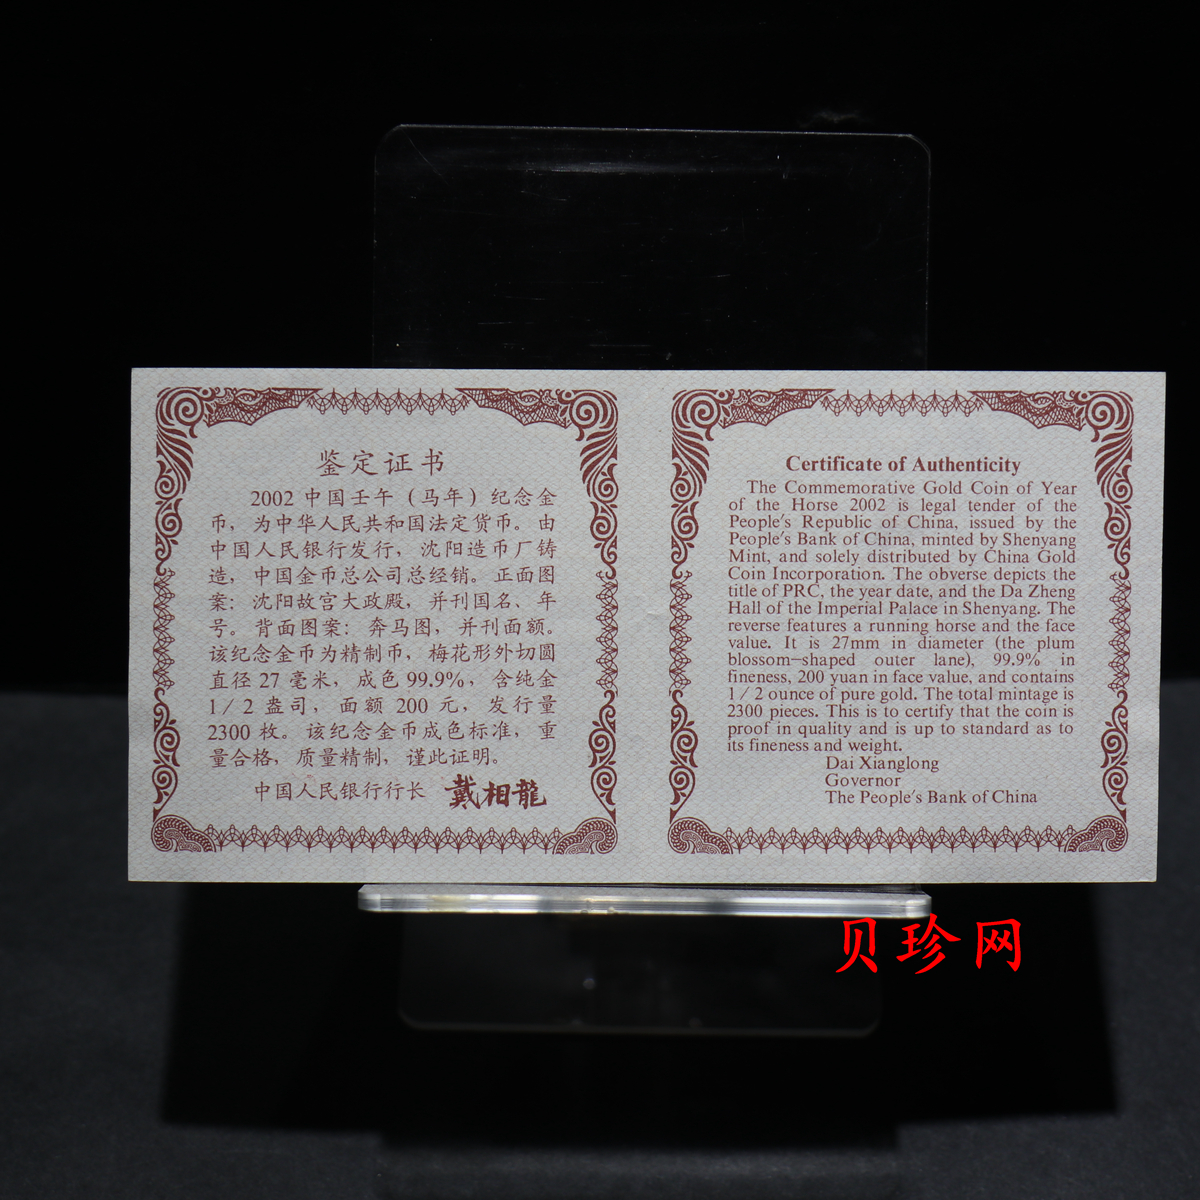 鉴定证书
2002中国壬午(马年)纪念金
币，为中华人民共和国法定货币。由
中国人民银行发行，沈阳造币厂铸
造，中国金币总公司总经销。正面图
案：沈阳故宫大政殿，并刊国名、年
号。背面图案：奔马图，并刊面额。
该纪念金币为精制币，梅花形外切圆
直径27毫米，成色99.9%，含纯金
1/2盎司，面额200元，发行量
2300枚。该纪念金币成色标准，重
量合格，质量精制，谨此证明。
中国人民银行行长 戴相龍
Certificate of Authenticity
The Commemorative Gold Coin of Year
of the Horse 2002 is legal tender of the
People's Republic of China, issued by the
People's Bank of China, minted by Shenyang
Mint, and solely distributed by China Gold
Coin Incorporation. The obverse depicts the
title of PRC, the year date, and the Da Zheng
Hall of the Imperial Palace in Shenyang. The
reverse features a running horse and the face
value. It is 27mm in diameter (the plum
blossom-shaped outer lane), 99.9% in
fineness, 200 yuan in face value, and contains
1/2 ounce of pure gold. The total mintage is
2300 pieces. This is to certify that the coin is
proof in quality and is up to standard as to
its fineness and weight.
Dai Xianglong
Governor
The People's Bank of China
贝珍网